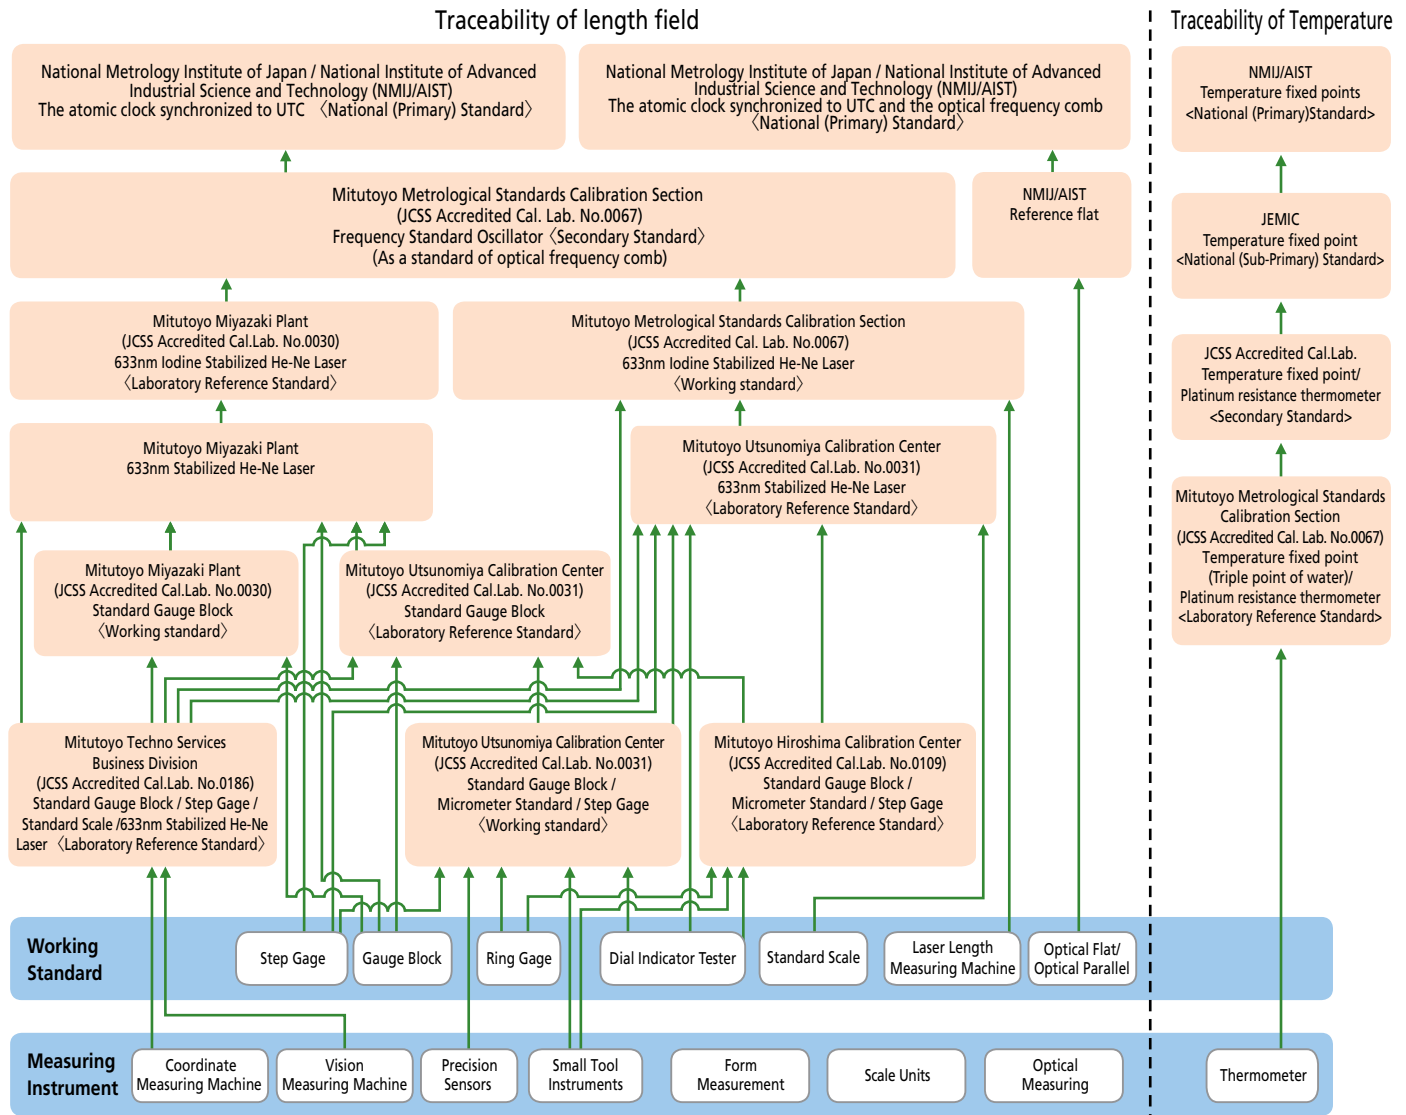 Traceability of length field
Traceability of Temperature
National Metrology Institute of Japan / National Institute of Advanced
Industrial Science and Technology (NMIJ/AIST)
The atomic clock synchronized to UTC 〈National (Primary) Standard〉
National Metrology Institute of Japan / National Institute of Advanced
Industrial Science and Technology (NMIJ/AIST)
The atomic clock synchronized to UTC and the optical frequency comb
〈National (Primary) Standard〉
NMIJ/AIST
Temperature fixed points
<National (Primary)Standard>
Mitutoyo Metrological Standards Calibration Section
(JCSS Accredited Cal. Lab. No.0067)
Frequency Standard Oscillator 〈Secondary Standard〉
(As a standard of optical frequency comb)
NMIJ/AIST
Reference flat
JEMIC
Temperature fixed point
<National (Sub-Primary) Standard>
Mitutoyo Miyazaki Plant
(JCSS Accredited Cal.Lab. No.0030)
633nm Iodine Stabilized He-Ne Laser
〈Laboratory Reference Standard〉
Mitutoyo Metrological Standards Calibration Section
(JCSS Accredited Cal. Lab. No.0067)
633nm Iodine Stabilized He-Ne Laser
〈Working standard〉
JCSS Accredited Cal.Lab.
Temperature fixed point/
Platinum resistance thermometer
<Secondary Standard>
Mitutoyo Miyazaki Plant
633nm Stabilized He-Ne Laser
Mitutoyo Utsunomiya Calibration Center
(JCSS Accredited Cal.Lab. No.0031)
633nm Stabilized He-Ne Laser
〈Laboratory Reference Standard〉
Mitutoyo Metrological Standards
Calibration Section
(JCSS Accredited Cal. Lab. No.0067)
Temperature fixed point
(Triple point of water)/
Platinum resistance thermometer
<Laboratory Reference Standard>
Mitutoyo Miyazaki Plant
(JCSS Accredited Cal.Lab. No.0030)
Standard Gauge Block
〈Working standard〉
Mitutoyo Utsunomiya Calibration Center
(JCSS Accredited Cal.Lab. No.0031)
Standard Gauge Block
〈Laboratory Reference Standard〉
Mitutoyo Techno Services
Business Division
(JCSS Accredited Cal.Lab. No.0186)
Standard Gauge Block / Step Gage /
Standard Scale /633nm Stabilized He-Ne
Laser 〈Laboratory Reference Standard〉
Mitutoyo Utsunomiya Calibration Center
(JCSS Accredited Cal.Lab. No.0031)
Standard Gauge Block /
Micrometer Standard / Step Gage
〈Working standard〉
Mitutoyo Hiroshima Calibration Center
(JCSS Accredited Cal.Lab. No.0109)
Standard Gauge Block /
Micrometer Standard / Step Gage
〈Laboratory Reference Standard〉
Working
Standard
Step Gage
Gauge Block
Ring Gage
Dial Indicator Tester
Standard Scale
Laser Length
Measuring Machine
Optical Flat/
Optical Parallel
Measuring
Instrument
Coordinate
Measuring Machine
Vision
Measuring Machine
Precision
Sensors
Small Tool
Instruments
Form
Measurement
Scale Units
Optical
Measuring
Thermometer